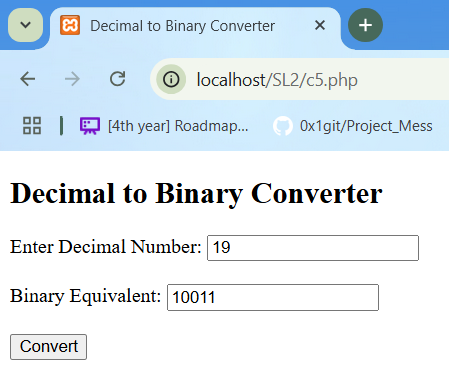 Decimal to Binary Converter
localhost/SL2/c5.php
[4th year] Roadmap... 0x1git/Project_Mess
Decimal to Binary Converter
Enter Decimal Number: 19
Binary Equivalent: 10011
Convert